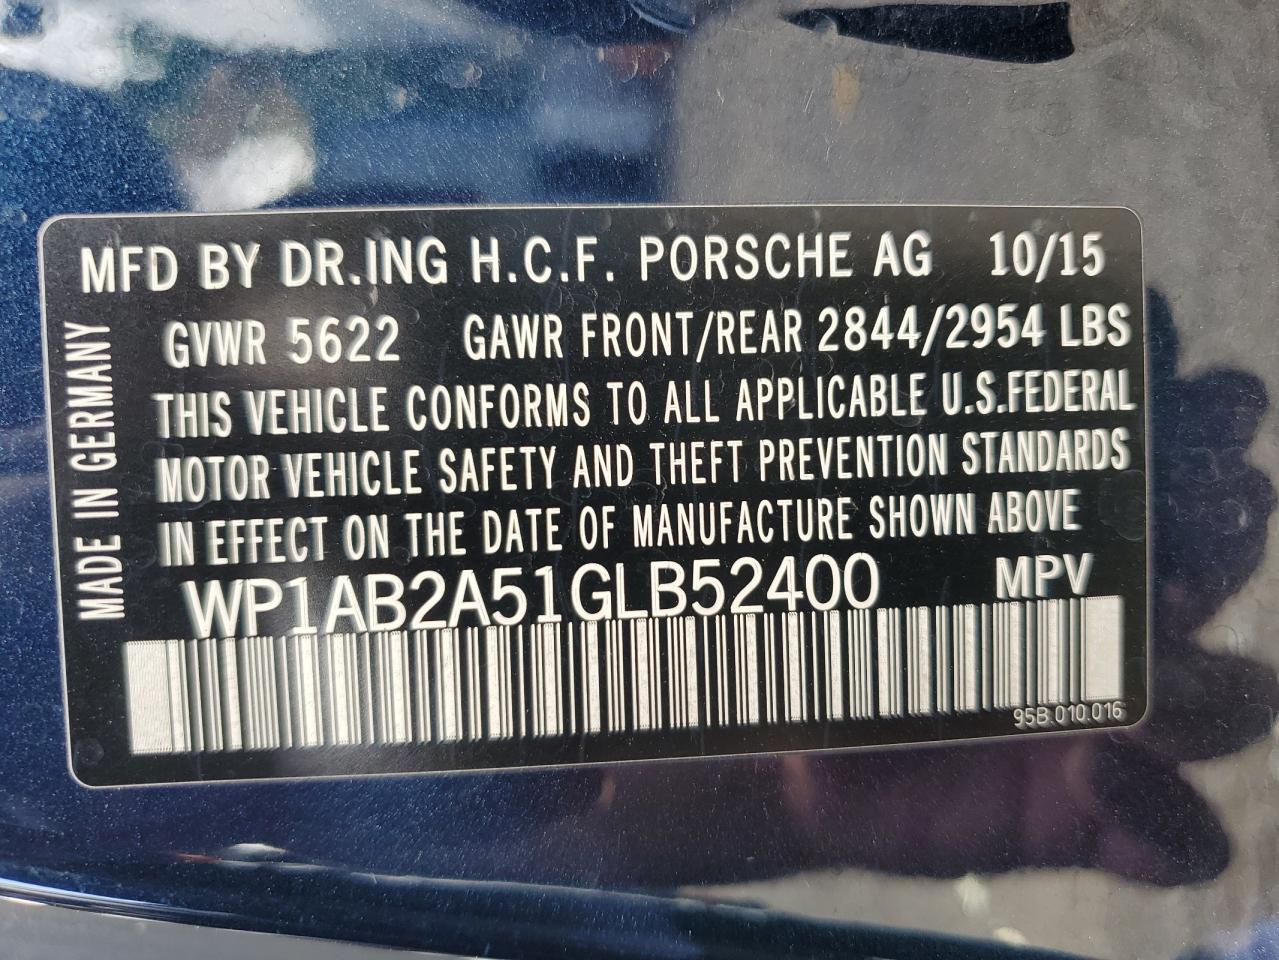 MFD BY DR.ING H.C.F. PORSCHE AG 10/15
GVWR 5622 GAWR FRONT/REAR 2844/2954 LBS
THIS VEHICLE CONFORMS TO ALL APPLICABLE U.S.FEDERAL
MOTOR VEHICLE SAFETY AND THEFT PREVENTION STANDARDS
IN EFFECT ON THE DATE OF MANUFACTURE SHOWN ABOVE
WP1AB2A51GLB52400 MPV
95B.010.016
MADE IN GERMANY